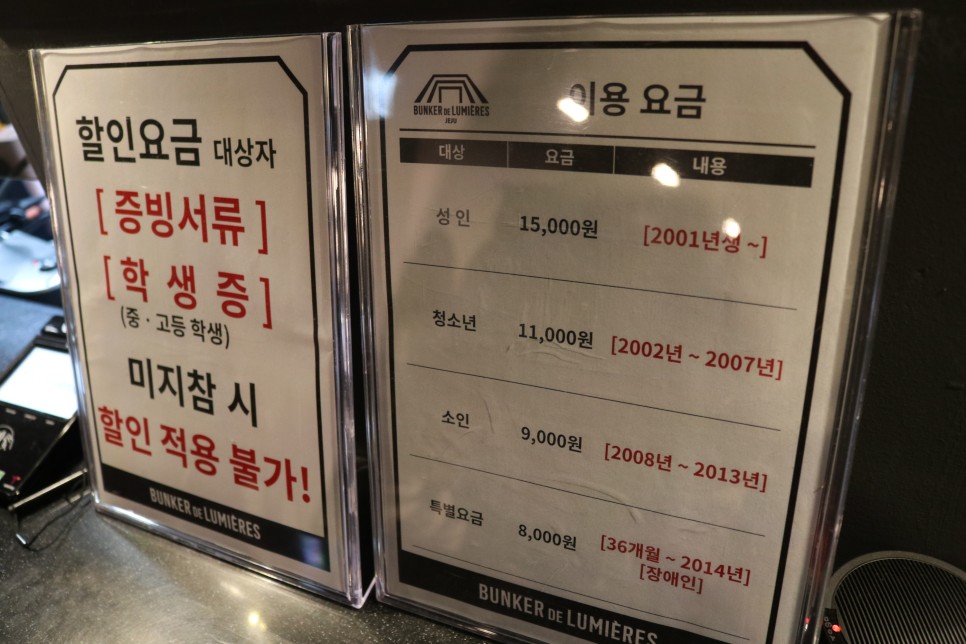 할인요금 대상자
[증빙서류]
[학 생 증]
(중 · 고등 학생)
미지참 시
할인 적용 불가!
BUNKER DE LUMIÈRES
BUNKER DE LUMIÈRES
JEJU
이용 요금
대상 요금 내용
성인 15,000원 [2001년생 ~]
청소년 11,000원 [2002년 ~ 2007년]
소인 9,000원 [2008년 ~ 2013년]
특별요금 8,000원 [36개월 ~ 2014년]
[장애인]
BUNKER DE LUMIÈRES